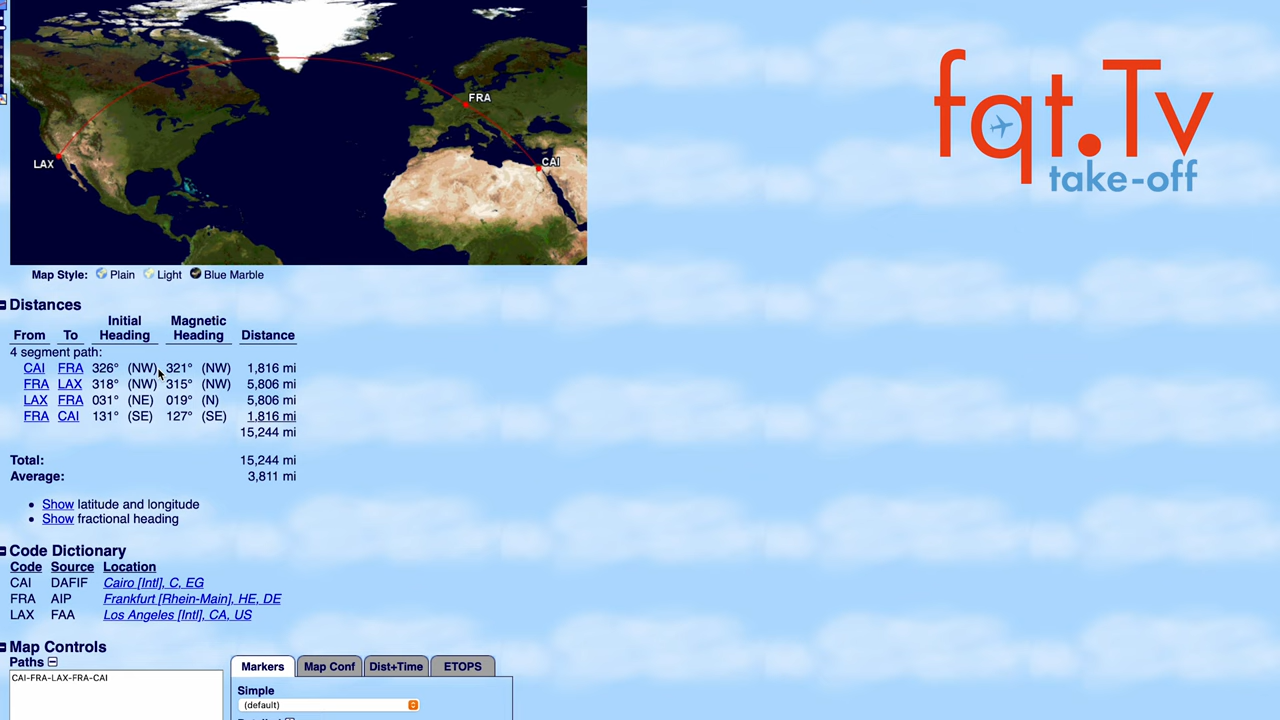 FRA
LAX
CAI
fqt.Tv
take-off
Map Style: Plain Light Blue Marble
Distances
Initial Magnetic
From To Heading Heading Distance
4 segment path:
CAI FRA 326° (NW) 321° (NW) 1,816 mi
FRA LAX 318° (NW) 315° (NW) 5,806 mi
LAX FRA 031° (NE) 019° (N) 5,806 mi
FRA CAI 131° (SE) 127° (SE) 1,816 mi
15,244 mi
Total: 15,244 mi
Average: 3,811 mi
• Show latitude and longitude
• Show fractional heading
Code Dictionary
Code Source Location
CAI DAFIF Cairo [Intl], C, EG
FRA AIP Frankfurt [Rhein-Main], HE, DE
LAX FAA Los Angeles [Intl], CA, US
Map Controls
Paths
Markers Map Conf Dist+Time ETOPS
CAI-FRA-LAX-FRA-CAI
Simple
(default)